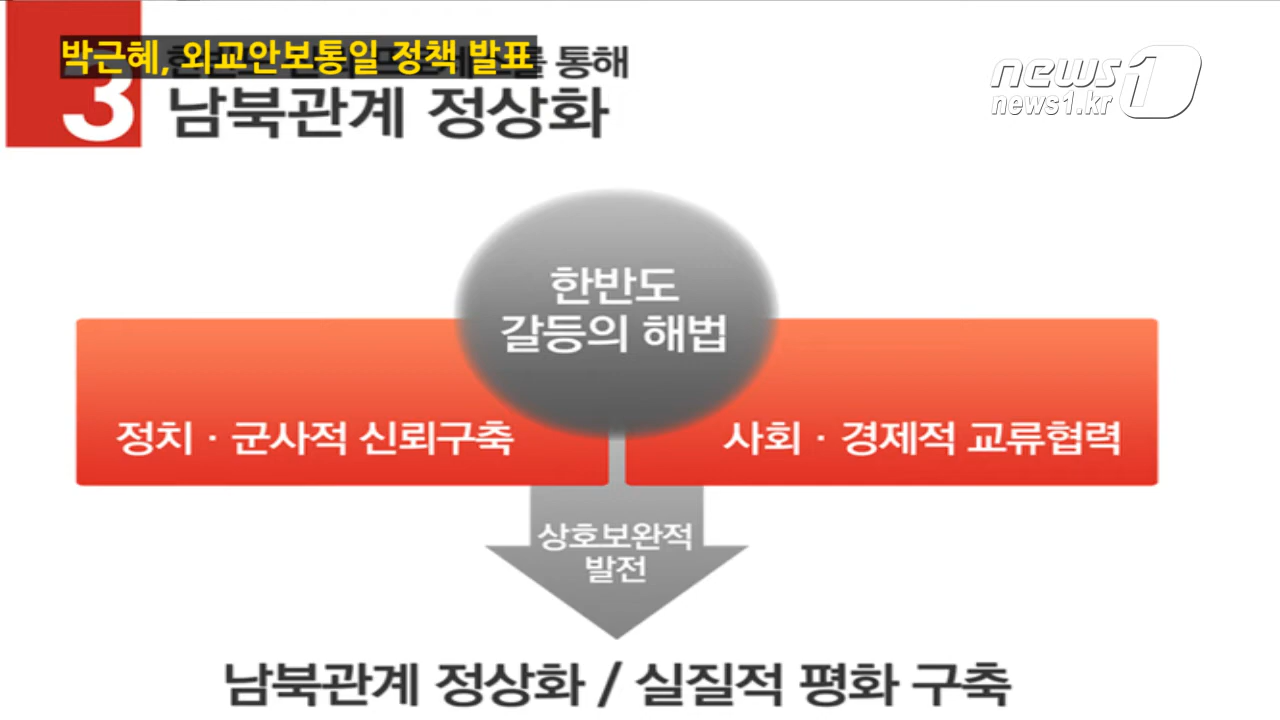 박근혜, 외교안보통일 정책 발표
통해
3
남북관계 정상화
news1
news1.kr
한반도
갈등의 해법
정치 · 군사적 신뢰구축
사회 · 경제적 교류협력
상호보완적
발전
남북관계 정상화 / 실질적 평화 구축